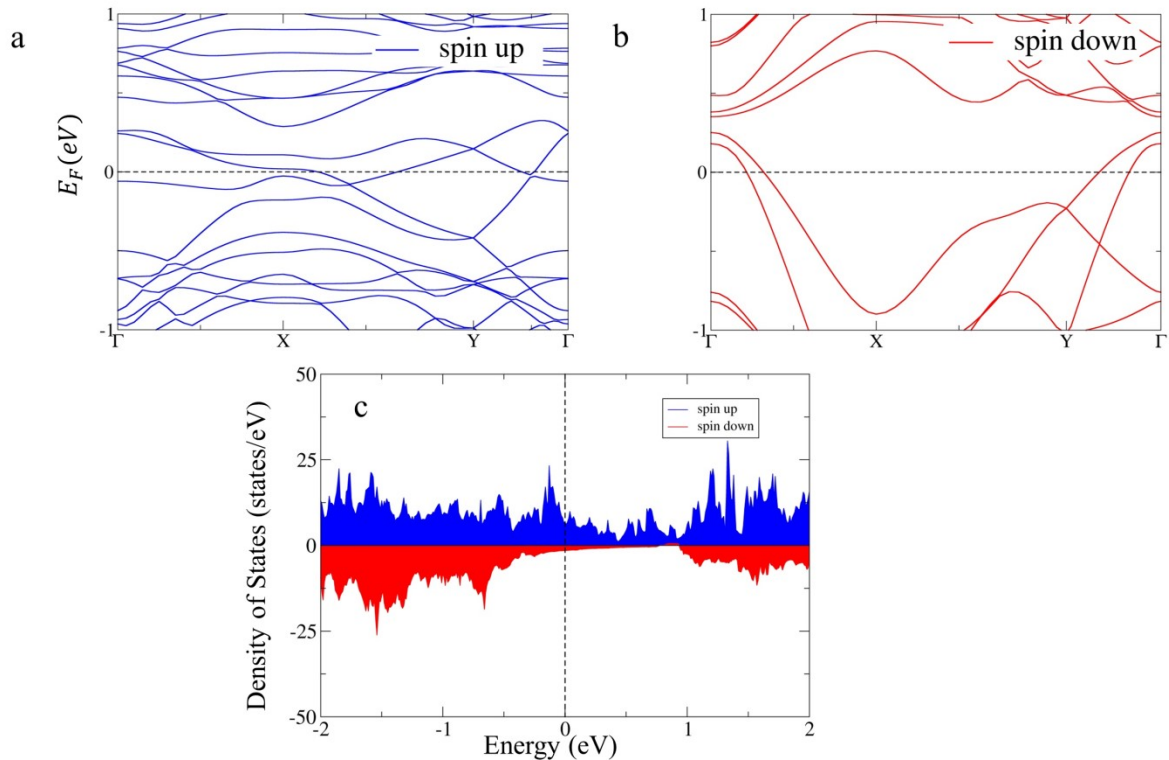 a
spin up
1
0
-1
E_F(eV)
Γ
X
Y
Γ
b
spin down
1
0
-1
Γ
X
Y
Γ
c
spin up
spin down
50
25
0
-25
-50
Density of States (states/eV)
-2
-1
0
1
2
Energy (eV)